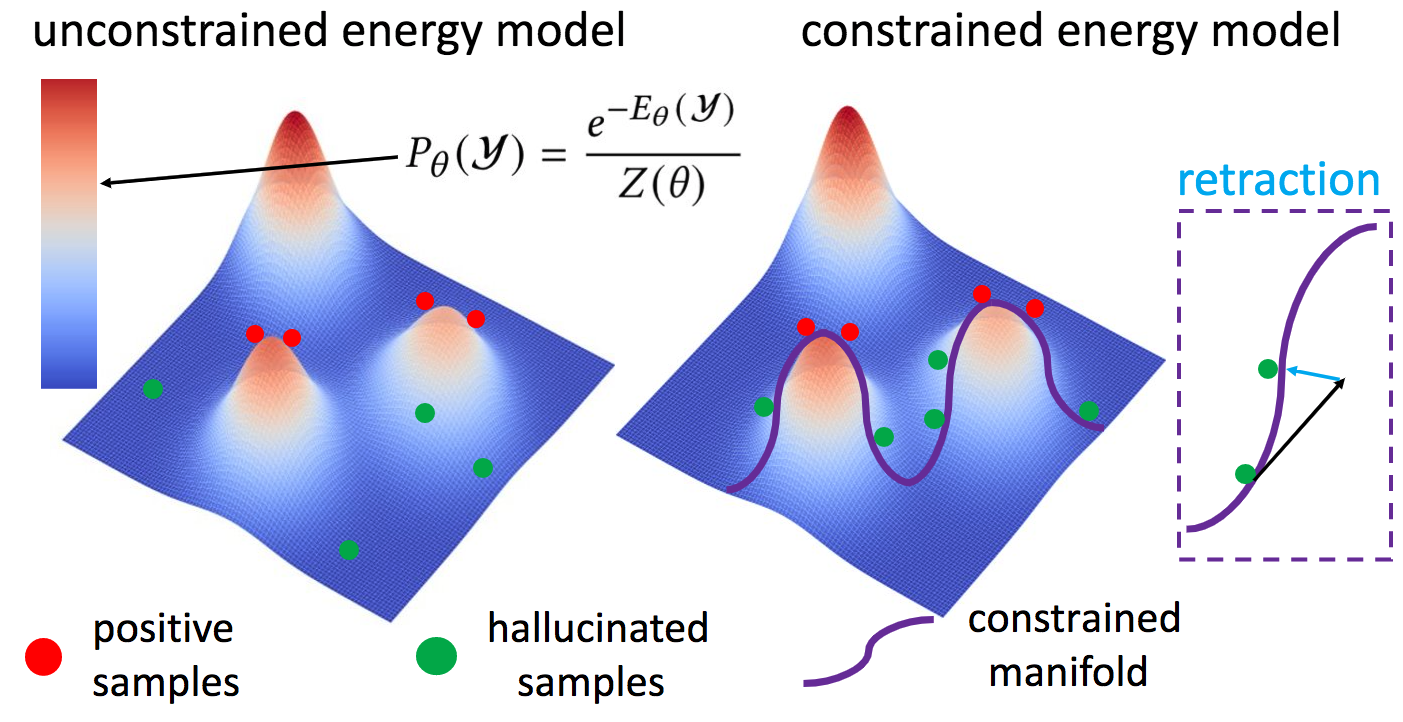 unconstrained energy model
constrained energy model
P_θ(𝒴) = e^{-E_θ(𝒴)} / Z(θ)
retraction
positive
samples
hallucinated
samples
constrained
manifold